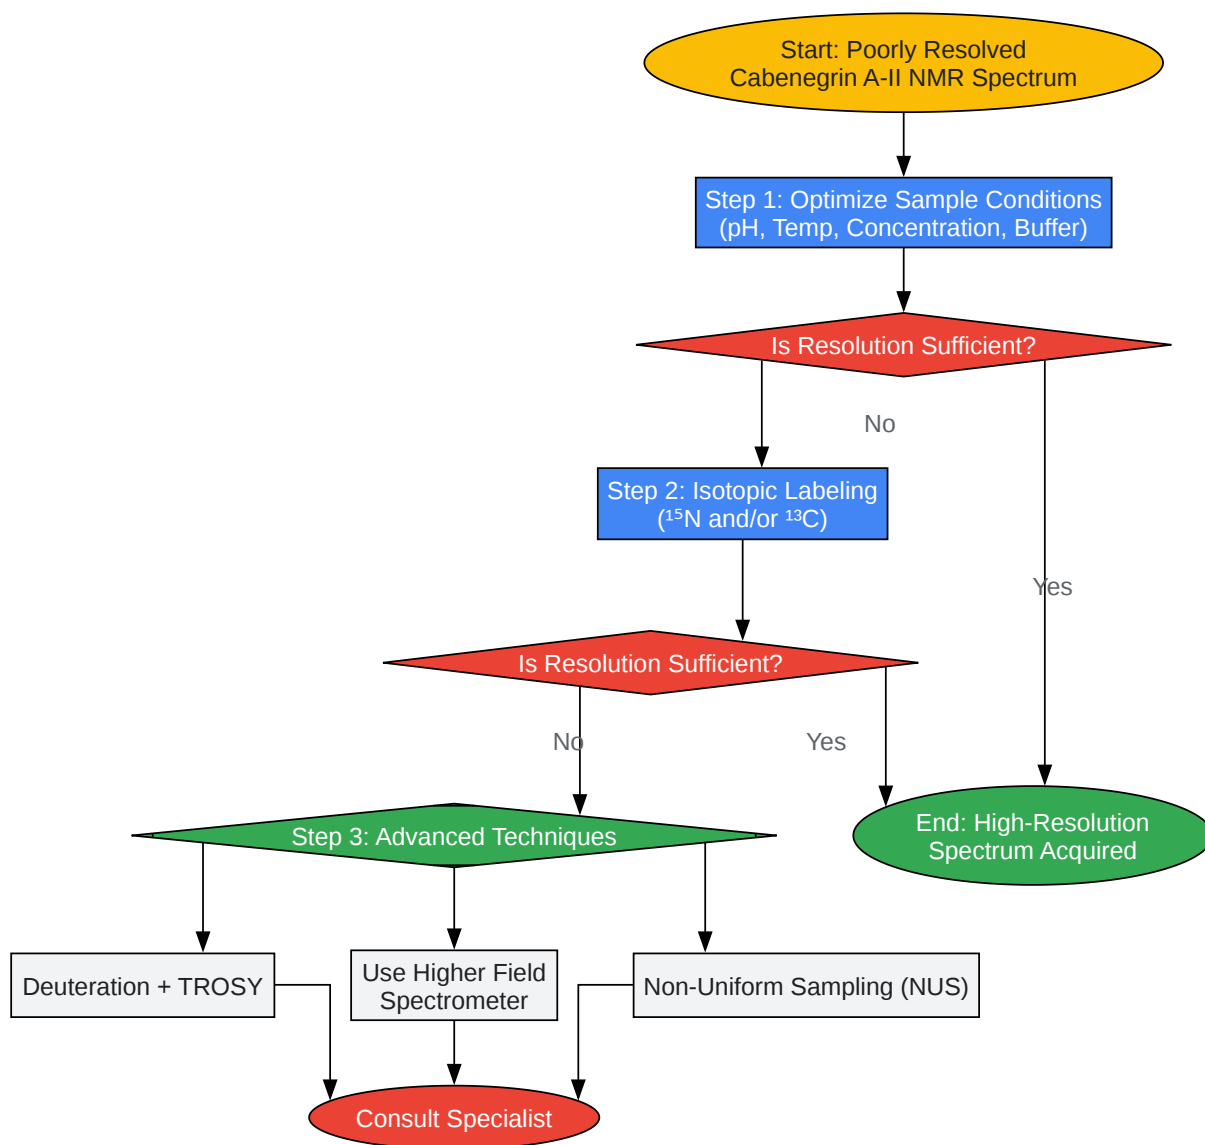 Start: Poorly Resolved
Cabenegrin A-II NMR Spectrum
Step 1: Optimize Sample Conditions
(pH, Temp, Concentration, Buffer)
Is Resolution Sufficient?
No
Step 2: Isotopic Labeling
(¹⁵N and/or ¹³C)
Yes
Is Resolution Sufficient?
No
Yes
Step 3: Advanced Techniques
End: High-Resolution
Spectrum Acquired
Deuteration + TROSY
Use Higher Field
Spectrometer
Non-Uniform Sampling (NUS)
Consult Specialist